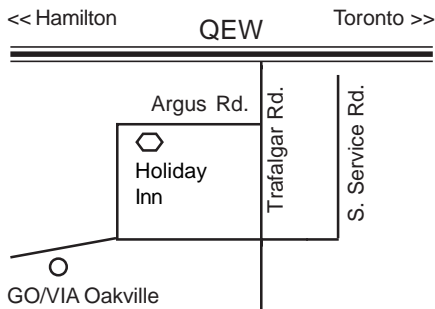 << Hamilton
QEW
Toronto >>
Argus Rd.
Trafalgar Rd.
S. Service Rd.
Holiday
Inn
GO/VIA Oakville